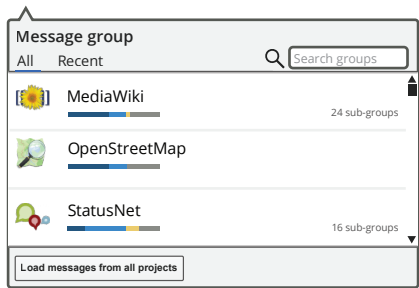 Message group
All Recent Search groups
MediaWiki
24 sub-groups
OpenStreetMap
StatusNet
16 sub-groups
Load messages from all projects